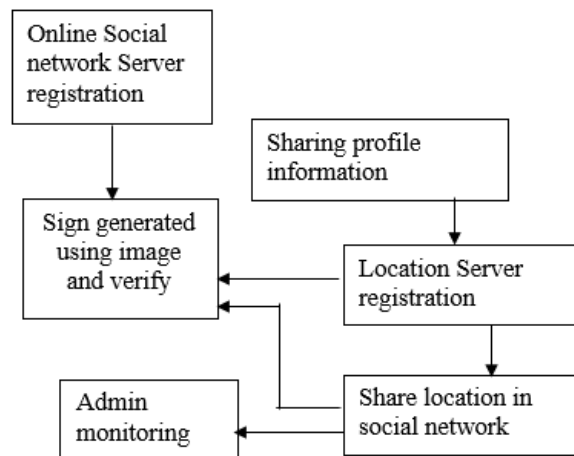 Online Social
network Server
registration
Sharing profile
information
Sign generated
using image
and verify
Location Server
registration
Share location in
social network
Admin
monitoring